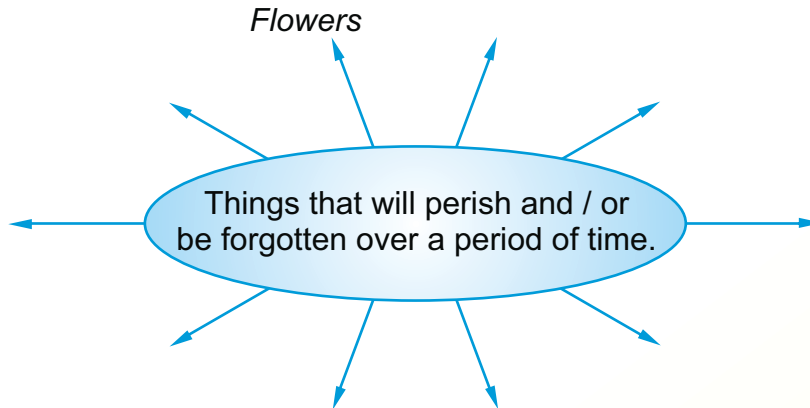 Flowers
Things that will perish and / or
be forgotten over a period of time.